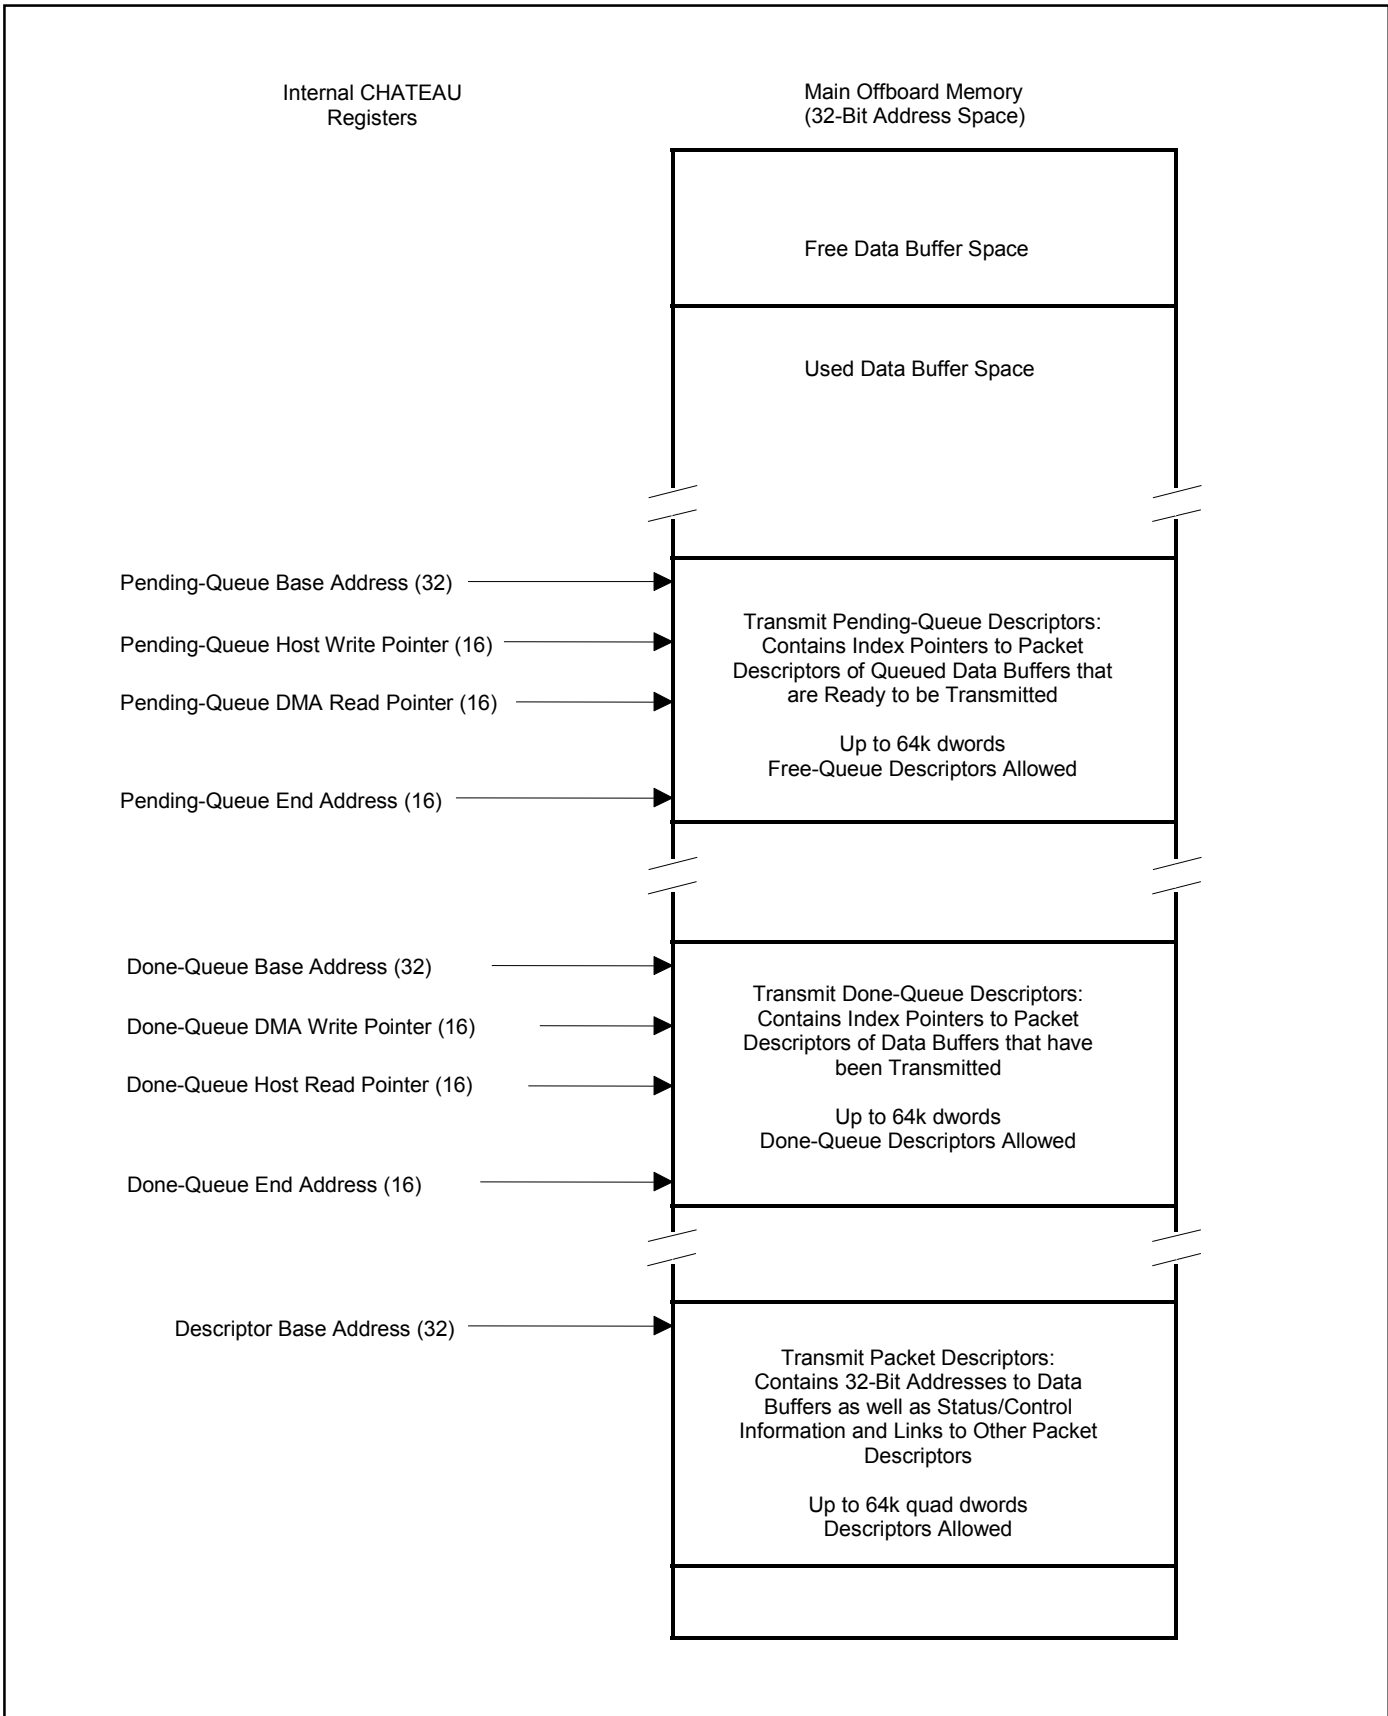 Internal CHATEAU
Registers
Main Offboard Memory
(32-Bit Address Space)
Free Data Buffer Space
Used Data Buffer Space
Pending-Queue Base Address (32)
Pending-Queue Host Write Pointer (16)
Pending-Queue DMA Read Pointer (16)
Pending-Queue End Address (16)
Transmit Pending-Queue Descriptors:
Contains Index Pointers to Packet
Descriptors of Queued Data Buffers that
are Ready to be Transmitted
Up to 64k dwords
Free-Queue Descriptors Allowed
Done-Queue Base Address (32)
Done-Queue DMA Write Pointer (16)
Done-Queue Host Read Pointer (16)
Done-Queue End Address (16)
Transmit Done-Queue Descriptors:
Contains Index Pointers to Packet
Descriptors of Data Buffers that have
been Transmitted
Up to 64k dwords
Done-Queue Descriptors Allowed
Descriptor Base Address (32)
Transmit Packet Descriptors:
Contains 32-Bit Addresses to Data
Buffers as well as Status/Control
Information and Links to Other Packet
Descriptors
Up to 64k quad dwords
Descriptors Allowed